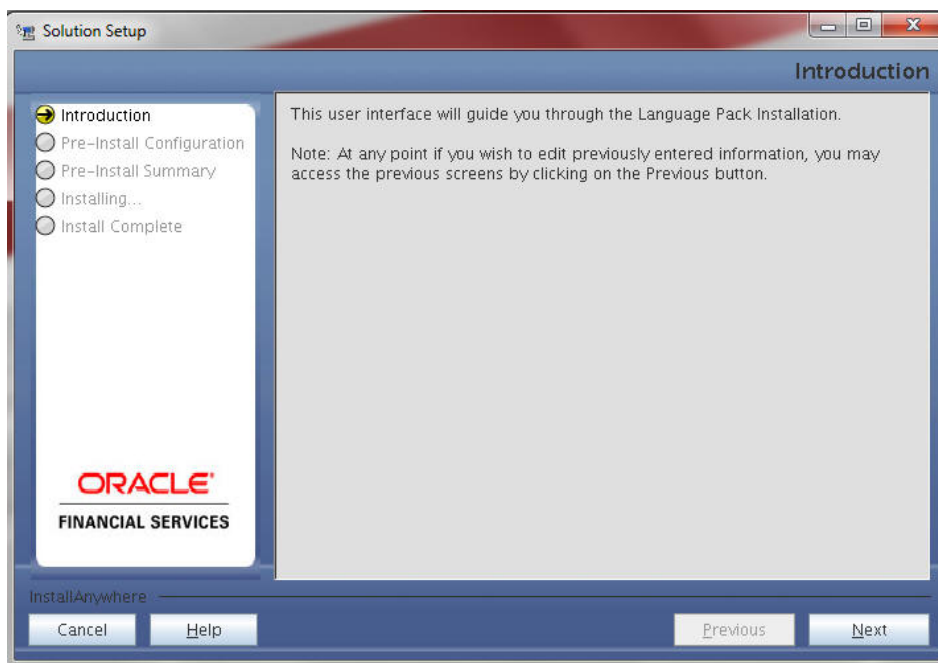 Solution Setup
Introduction
Introduction
Pre-Install Configuration
Pre-Install Summary
Installing...
Install Complete
This user interface will guide you through the Language Pack Installation.
Note: At any point if you wish to edit previously entered information, you may
access the previous screens by clicking on the Previous button.
ORACLE'
FINANCIAL SERVICES
InstallAnywhere
Cancel
Help
Previous
Next